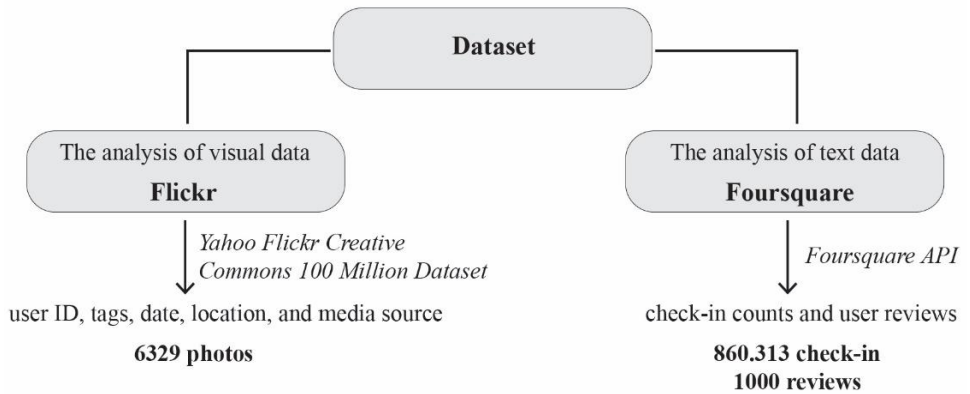 Dataset
The analysis of visual data
Flickr
Yahoo Flickr Creative
Commons 100 Million Dataset
user ID, tags, date, location, and media source
6329 photos
The analysis of text data
Foursquare
Foursquare API
check-in counts and user reviews
860.313 check-in
1000 reviews